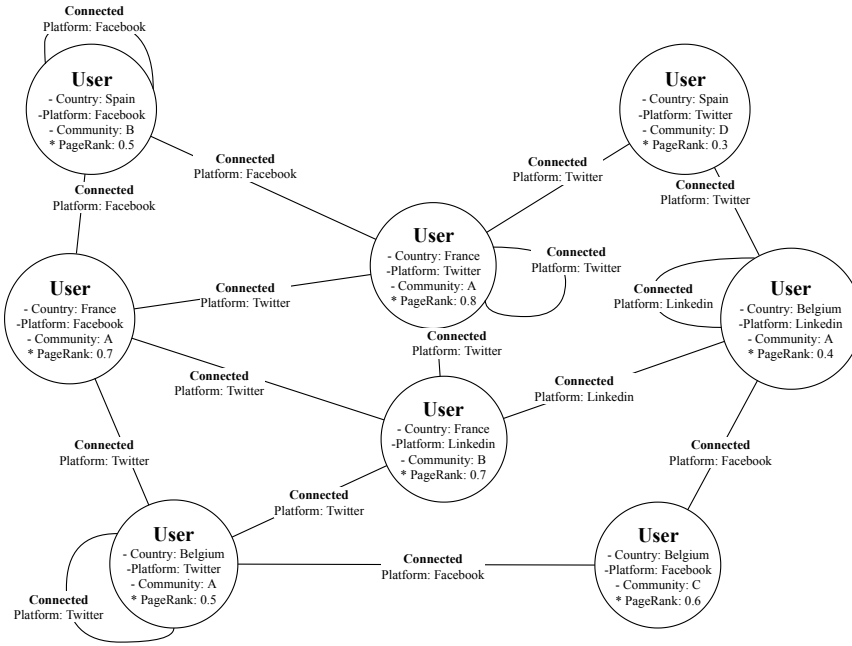 Connected
Platform: Facebook
User
- Country: Spain
-Platform: Facebook
- Community: B
* PageRank: 0.5
User
- Country: Spain
-Platform: Twitter
- Community: D
* PageRank: 0.3
Connected
Platform: Facebook
Connected
Platform: Twitter
Connected
Platform: Facebook
Connected
Platform: Twitter
User
- Country: France
-Platform: Twitter
- Community: A
* PageRank: 0.8
Connected
Platform: Twitter
User
- Country: France
-Platform: Facebook
- Community: A
* PageRank: 0.7
Connected
Platform: Twitter
Connected
Platform: Linkedin
User
- Country: Belgium
-Platform: Linkedin
- Community: A
* PageRank: 0.4
Connected
Platform: Twitter
Connected
Platform: Twitter
Connected
Platform: Linkedin
User
- Country: France
-Platform: Linkedin
- Community: B
* PageRank: 0.7
Connected
Platform: Twitter
Connected
Platform: Facebook
Connected
Platform: Twitter
User
- Country: Belgium
-Platform: Twitter
- Community: A
* PageRank: 0.5
User
- Country: Belgium
-Platform: Facebook
- Community: C
* PageRank: 0.6
Connected
Platform: Facebook
Connected
Platform: Twitter